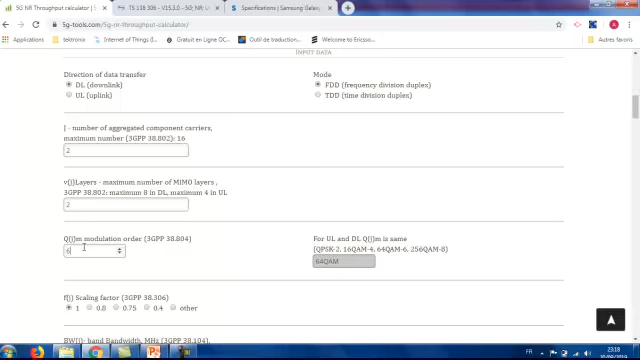 5G NR Throughput calculator
TS 138 306 - V15.3.0 - 5G; NR;
Specifications | Samsung Galaxy
5g-tools.com/5g-nr-throughput-calculator/
Applications
tektronix
Internet of Things
Gratuit en Ligne QC
Welcome to Ericsso
Autres favoris
INPUT DATA
Direction of data transfer
DL (downlink)
UL (uplink)
Mode
FDD (frequency division duplex)
TDD (time division duplex)
J - number of aggregated component carriers,
maximum number (3GPP 38.802): 16
2
v(j)Layers - maximum number of MIMO layers ,
3GPP 38.802: maximum 8 in DL, maximum 4 in UL
2
Q(j)m modulation order (3GPP 38.804)
6
For UL and DL Q(j)m is same
(QPSK-2, 16QAM-4, 64QAM-6, 256QAM-8)
64QAM
f(j) Scaling factor (3GPP 38.306)
1 0.8 0.75 0.4 other
BW(j)- band Bandwidth, MHz (3GPP 38.104),
FR
23:18